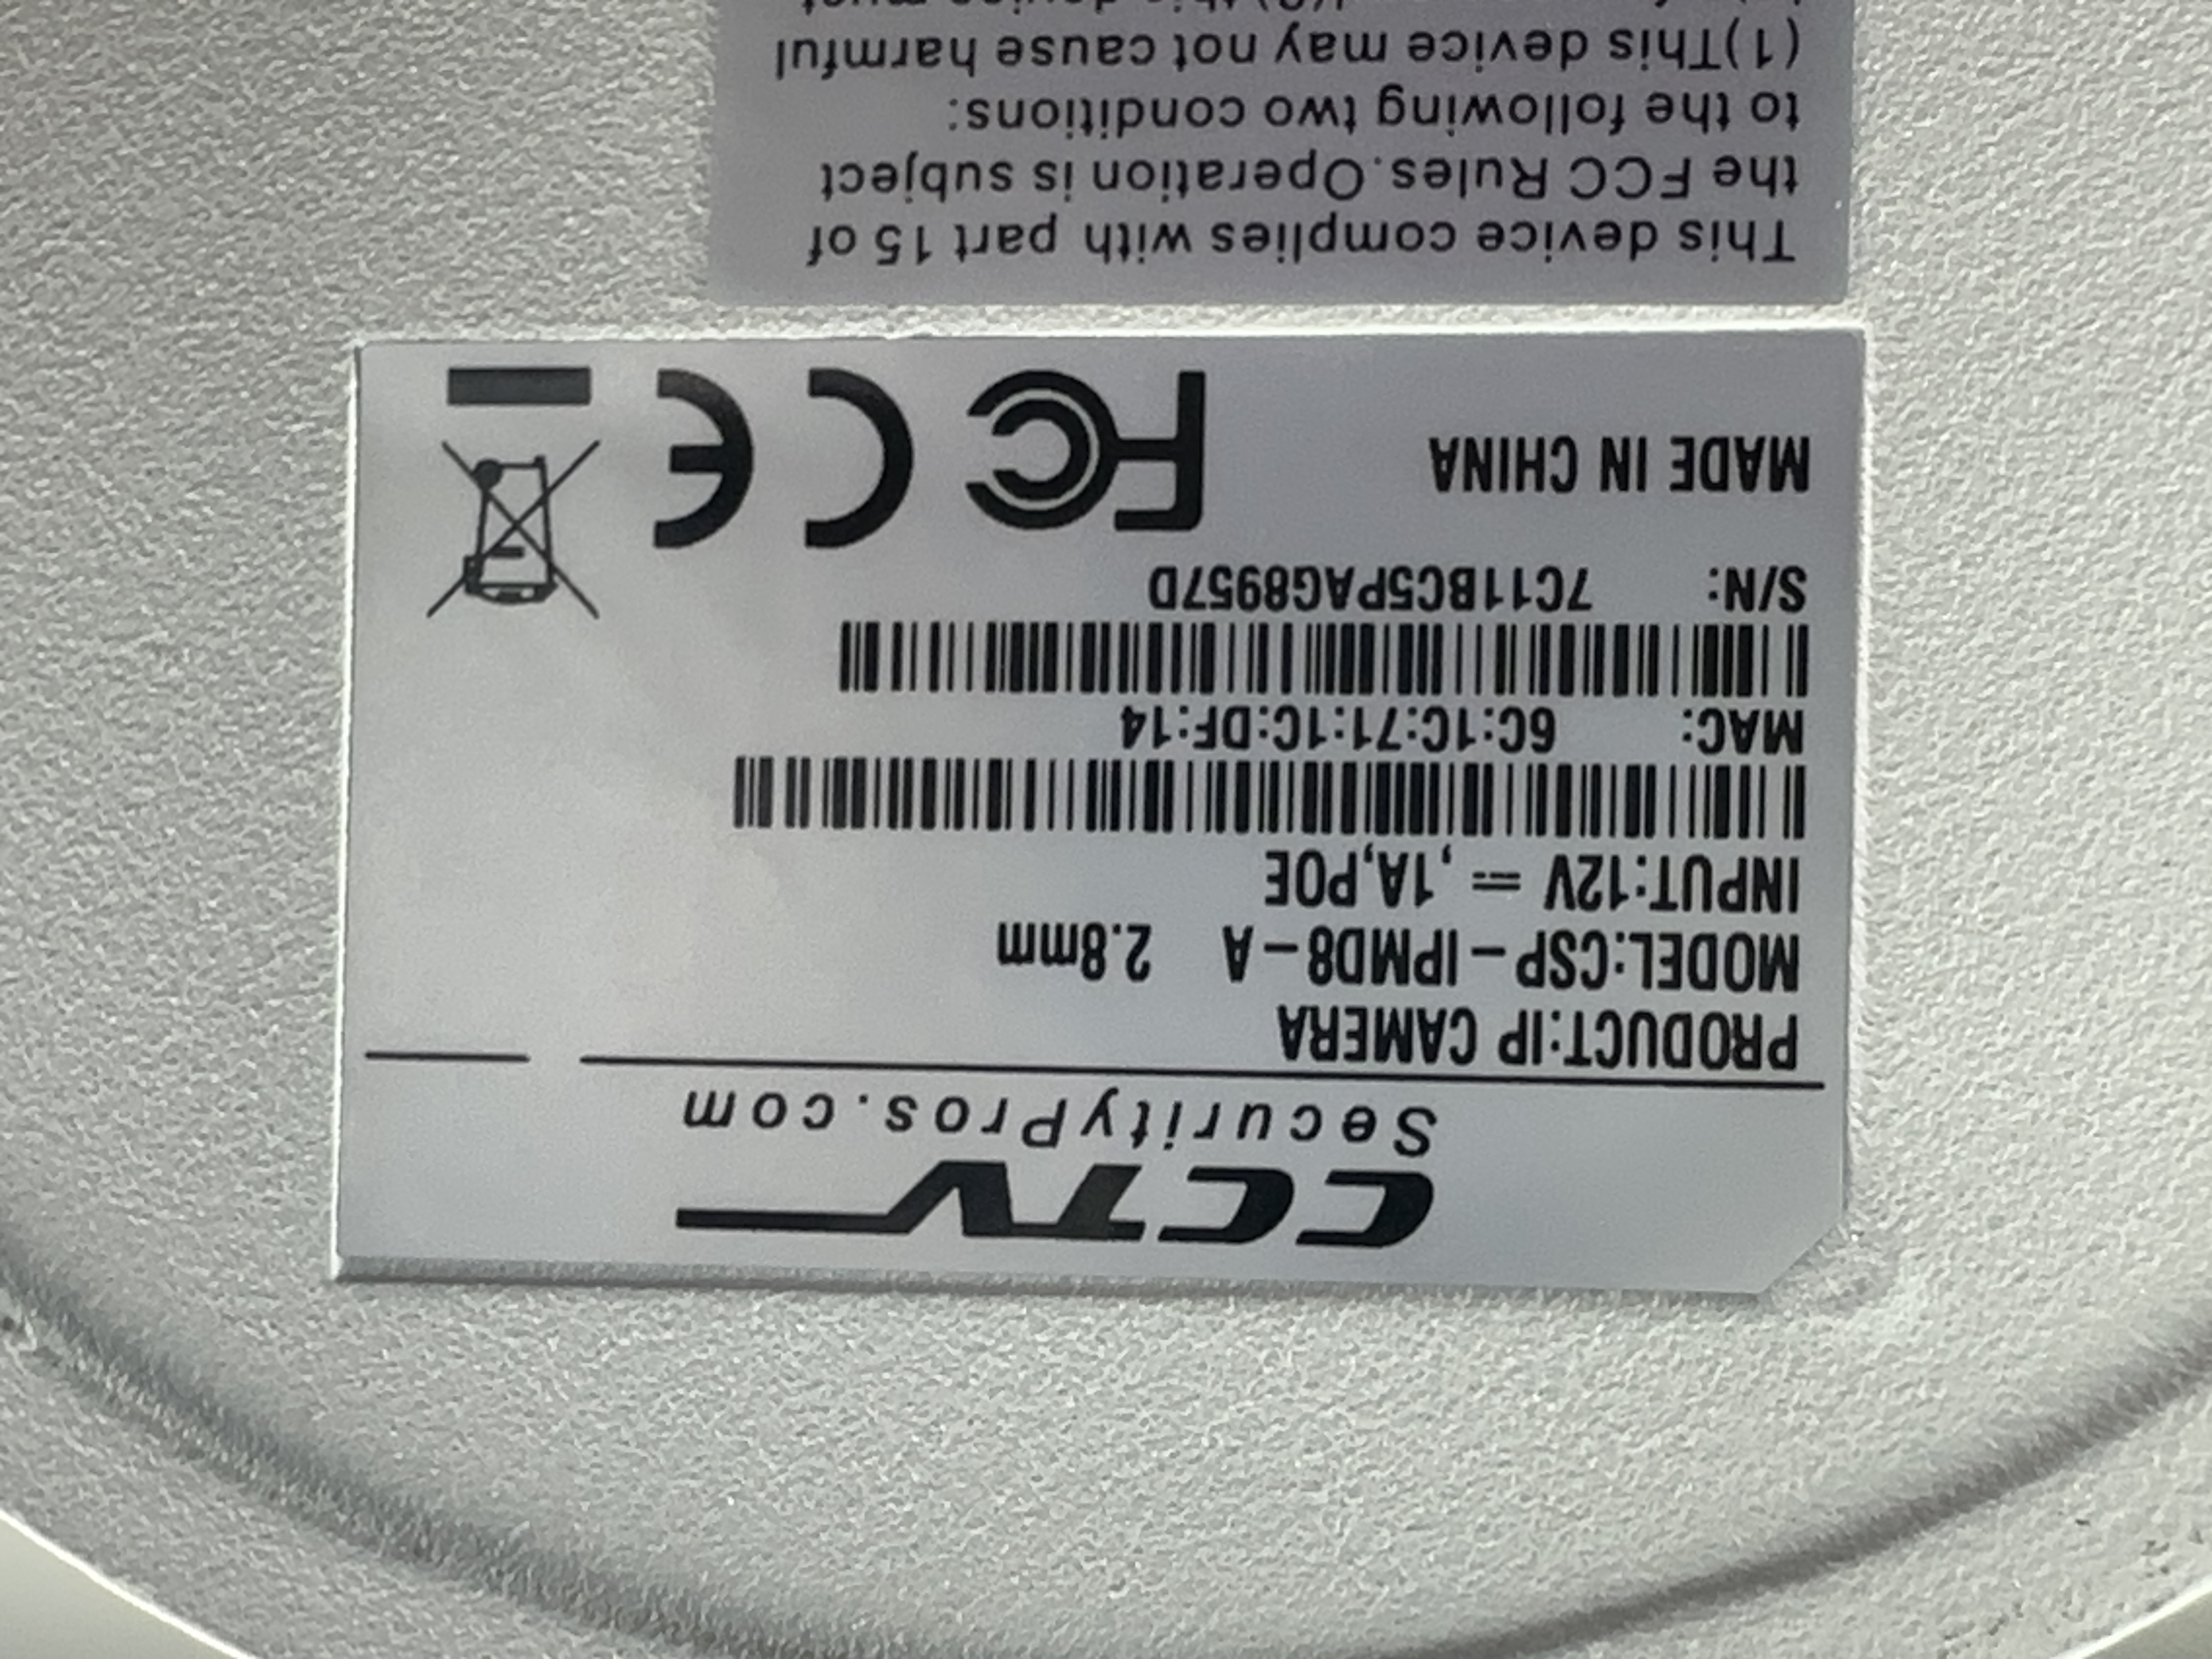 CCTV
SecurityPros.com
PRODUCT:IP CAMERA
MODEL:CSP-IPMD8-A 2.8mm
INPUT:12V ⎓,1A,POE
MAC: 6C:1C:71:1C:DF:14
S/N: 7C11BC5PAG8957D
MADE IN CHINA
FC CE
This device complies with part 15 of
the FCC Rules.Operation is subject
to the following two conditions:
(1)This device may not cause harmful